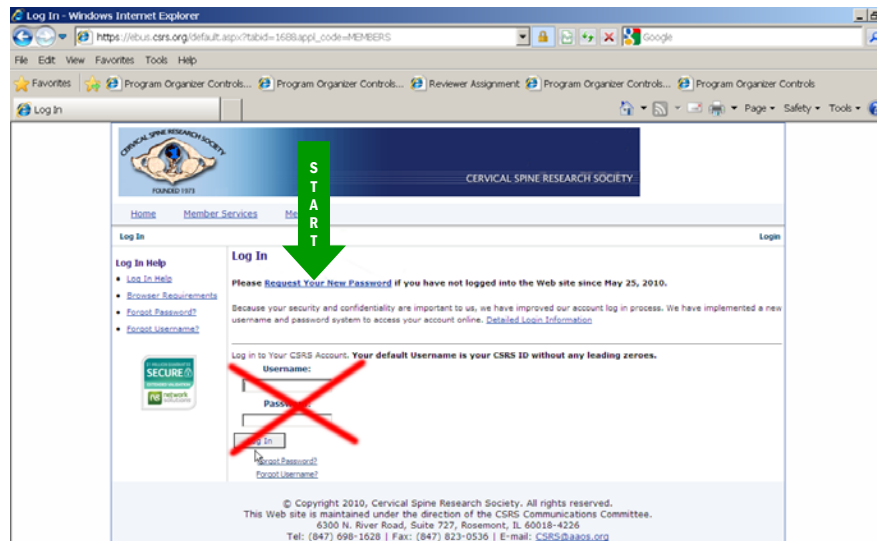 Log In - Windows Internet Explorer
https://ebus.csrs.org/default.aspx?tabid=168&appl_code=MEMBERS
Google
File Edit View Favorites Tools Help
Favorites
Program Organizer Controls...
Program Organizer Controls...
Reviewer Assignment
Program Organizer Controls...
Program Organizer Controls
Log In
Page
Safety
Tools
CERVICAL SPINE RESEARCH SOCIETY
FOUNDED 1973
CERVICAL SPINE RESEARCH SOCIETY
START
Home
Member Services
Log In
Login
Log In Help
Log In Help
Browser Requirements
Forgot Password?
Forgot Username?
SECURE
network
solutions
Log In
Please Request Your New Password if you have not logged into the Web site since May 25, 2010.
Because your security and confidentiality are important to us, we have improved our account log in process. We have implemented a new
username and password system to access your account online. Detailed Login Information
Log in to Your CSRS Account. Your default Username is your CSRS ID without any leading zeroes.
Username:
Password:
Log In
Forgot Password?
Forgot Username?
© Copyright 2010, Cervical Spine Research Society. All rights reserved.
This Web site is maintained under the direction of the CSRS Communications Committee.
6300 N. River Road, Suite 727, Rosemont, IL 60018-4226
Tel: (847) 698-1628 | Fax: (847) 823-0536 | E-mail: CSRS@aaos.org